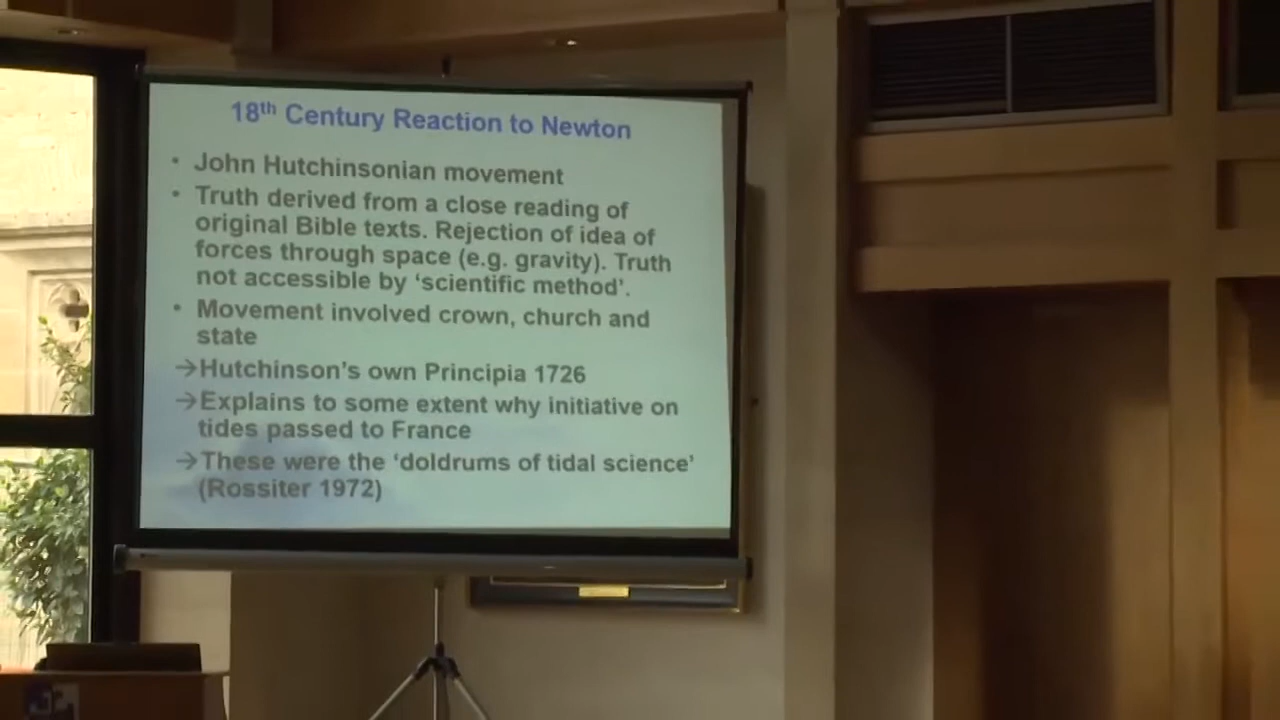 18th Century Reaction to Newton
• John Hutchinsonian movement
• Truth derived from a close reading of
original Bible texts. Rejection of idea of
forces through space (e.g. gravity). Truth
not accessible by ‘scientific method’.
• Movement involved crown, church and
state
→Hutchinson’s own Principia 1726
→Explains to some extent why initiative on
tides passed to France
→These were the ‘doldrums of tidal science’
(Rossiter 1972)